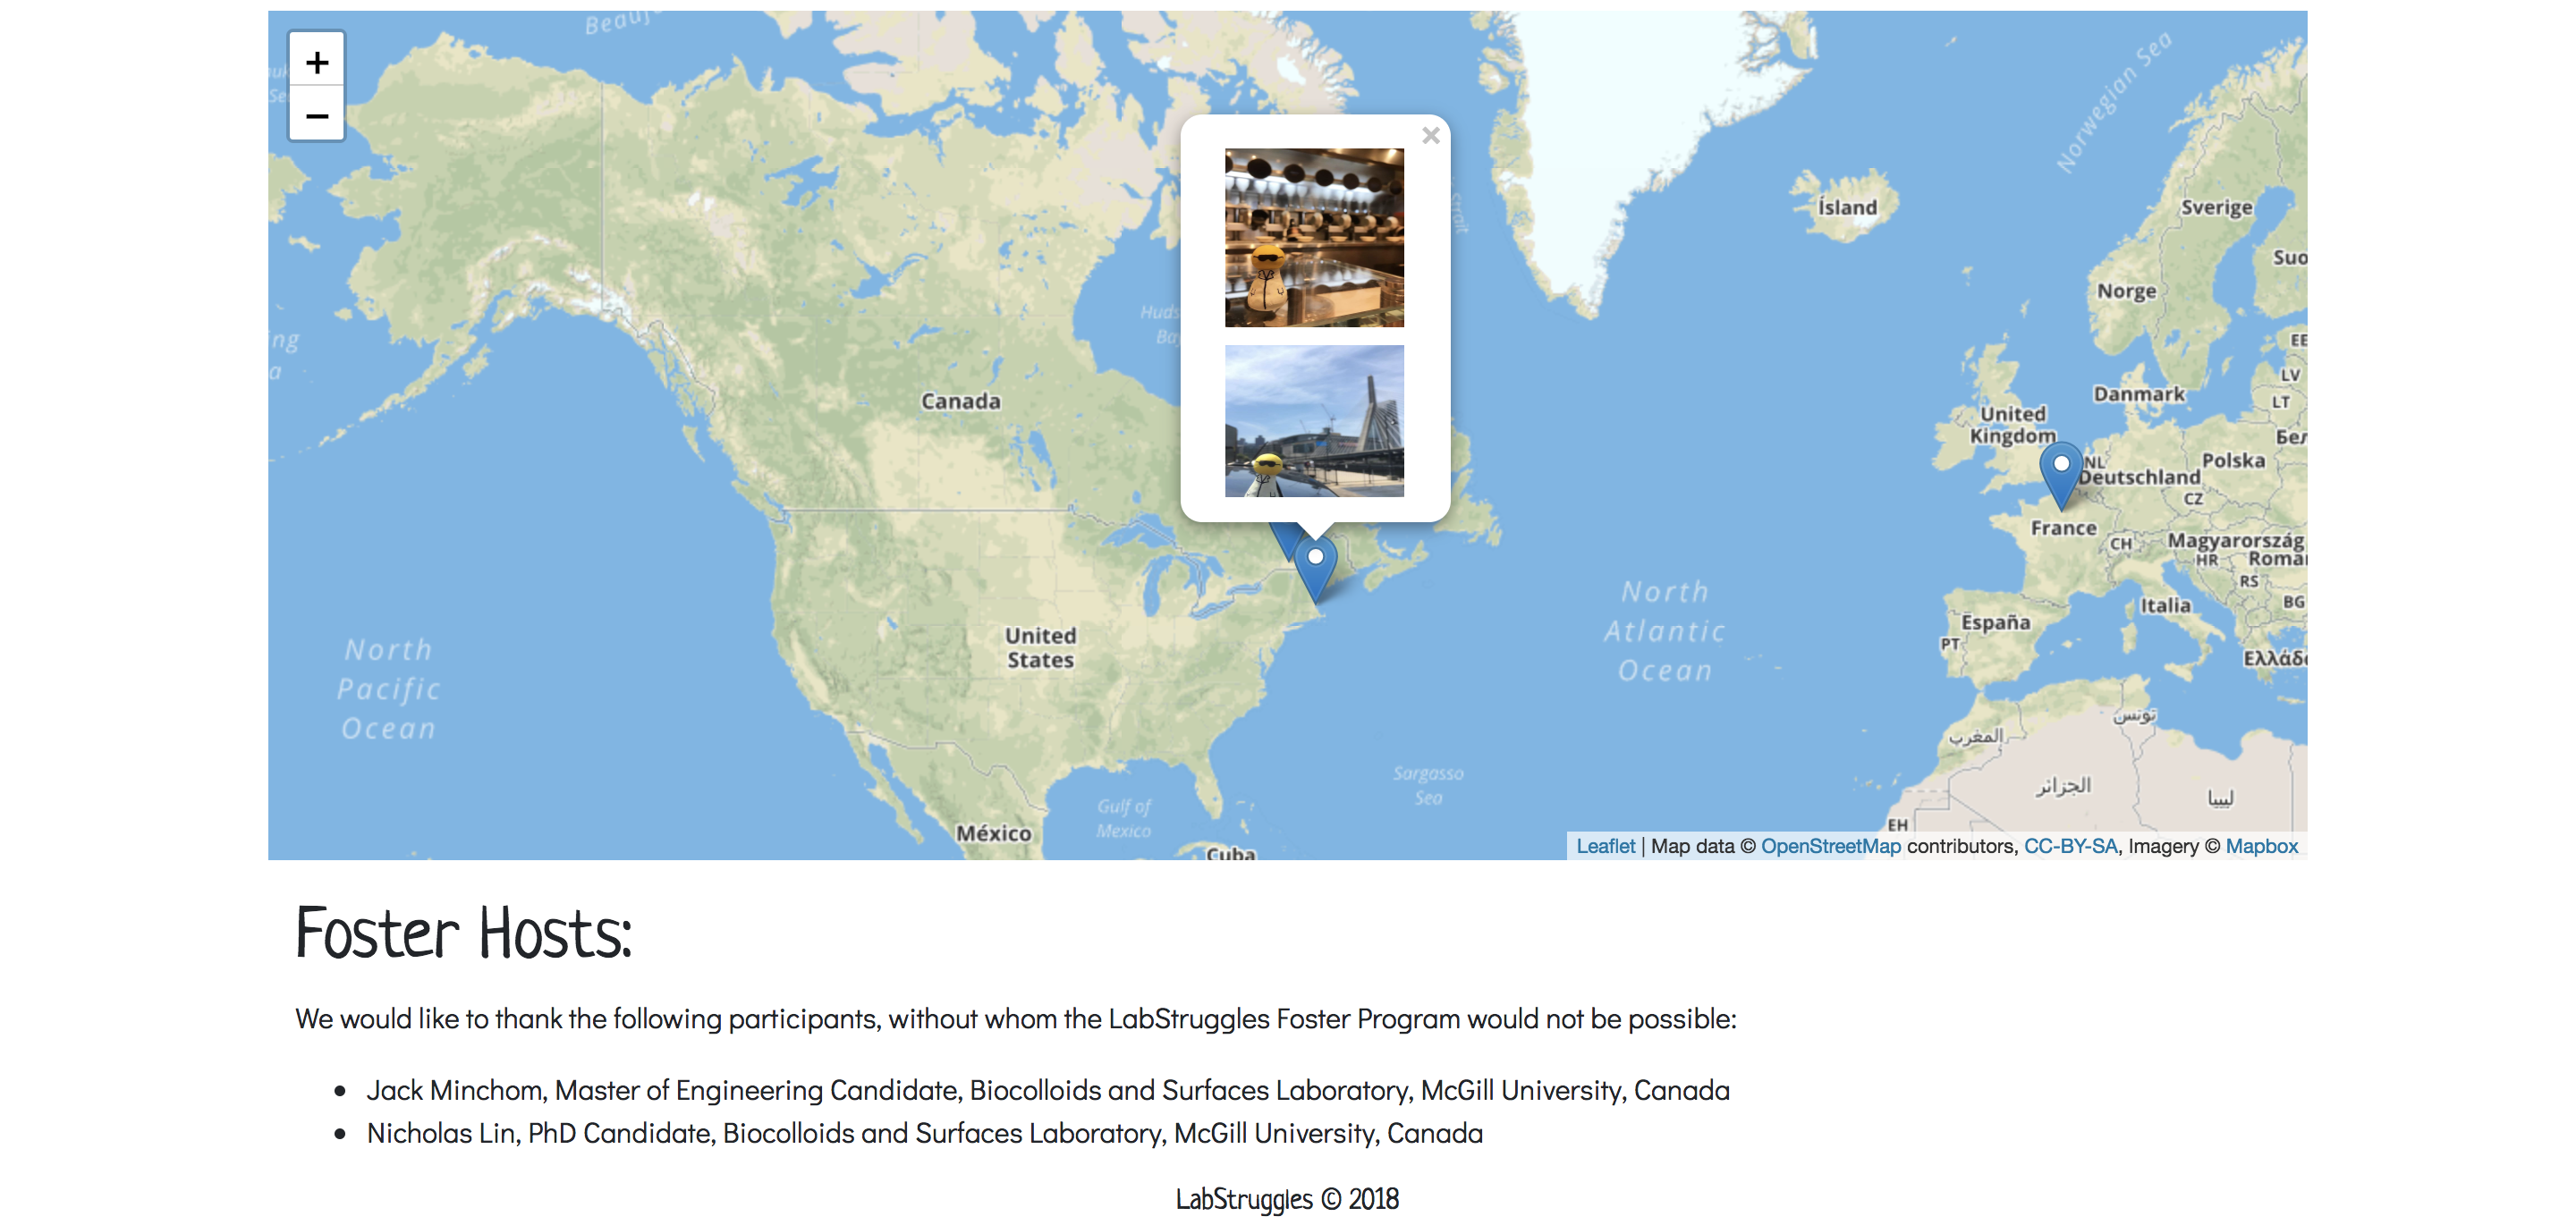 Beauf
+
−
×
Norwegian Sea
Ísland
Sverige
Suo
Norge
Huds
Bay
Strait
EE
LV
LT
Danmark
Canada
United
Kingdom
Бел
NL
Polska
Deutschland
CZ
France
CH
Magyarország
HR
Român
RS
BG
Italia
España
PT
Ελλάδα
North
Atlantic
Ocean
United
States
North
Pacific
Ocean
تونس
المغرب
الجزائر
ليبيا
Sargasso
Sea
Gulf of
Mexico
México
Cuba
EH
Leaflet | Map data © OpenStreetMap contributors, CC-BY-SA, Imagery © Mapbox
Foster Hosts:
We would like to thank the following participants, without whom the LabStruggles Foster Program would not be possible:
• Jack Minchom, Master of Engineering Candidate, Biocolloids and Surfaces Laboratory, McGill University, Canada
• Nicholas Lin, PhD Candidate, Biocolloids and Surfaces Laboratory, McGill University, Canada
LabStruggles © 2018